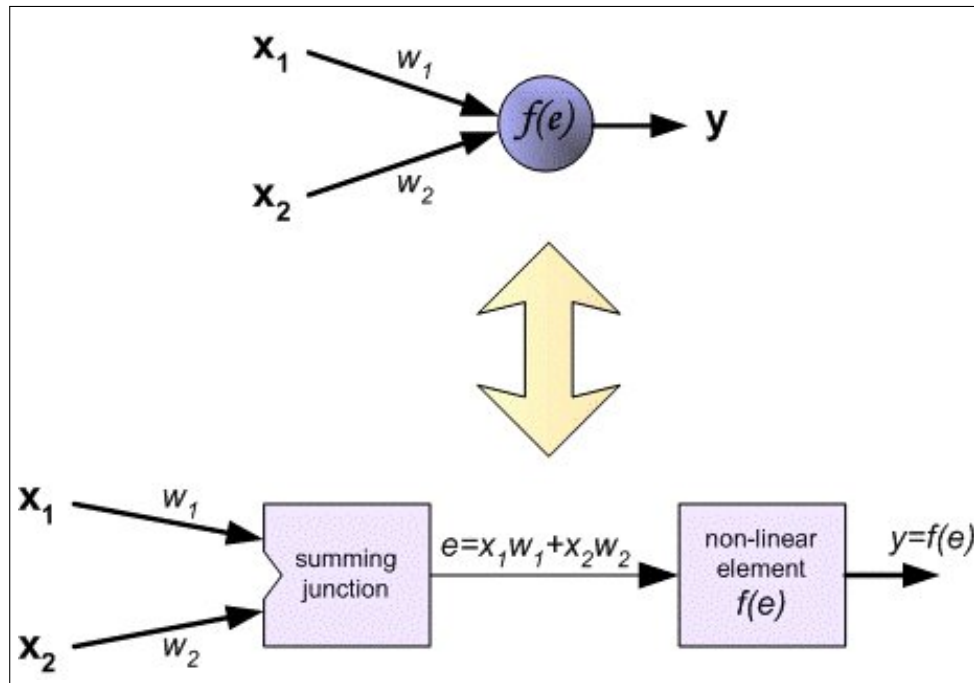 x₁
w₁
f(e)
y
x₂
w₂
x₁
w₁
summing
junction
e=x₁w₁+x₂w₂
non-linear
element
f(e)
y=f(e)
x₂
w₂